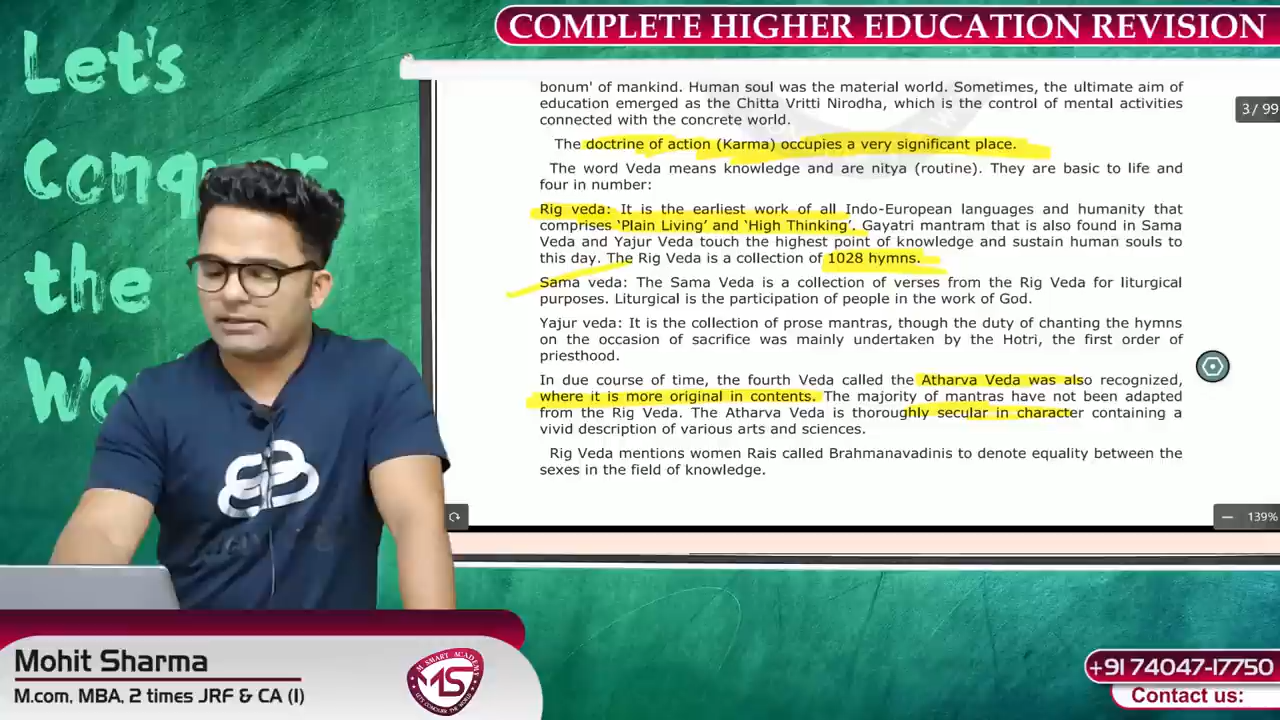 COMPLETE HIGHER EDUCATION REVISION
Let's
Conquer
the
Wo
bonum' of mankind. Human soul was the material world. Sometimes, the ultimate aim of
education emerged as the Chitta Vritti Nirodha, which is the control of mental activities
connected with the concrete world.
The doctrine of action (Karma) occupies a very significant place.
The word Veda means knowledge and are nitya (routine). They are basic to life and
four in number:
Rig veda: It is the earliest work of all Indo-European languages and humanity that
comprises ‘Plain Living’ and ‘High Thinking’. Gayatri mantram that is also found in Sama
Veda and Yajur Veda touch the highest point of knowledge and sustain human souls to
this day. The Rig Veda is a collection of 1028 hymns.
Sama veda: The Sama Veda is a collection of verses from the Rig Veda for liturgical
purposes. Liturgical is the participation of people in the work of God.
Yajur veda: It is the collection of prose mantras, though the duty of chanting the hymns
on the occasion of sacrifice was mainly undertaken by the Hotri, the first order of
priesthood.
In due course of time, the fourth Veda called the Atharva Veda was also recognized,
where it is more original in contents. The majority of mantras have not been adapted
from the Rig Veda. The Atharva Veda is thoroughly secular in character containing a
vivid description of various arts and sciences.
Rig Veda mentions women Rais called Brahmanavadinis to denote equality between the
sexes in the field of knowledge.
3 / 99
139%
Mohit Sharma
M.com, MBA, 2 times JRF & CA (I)
M SMART ACADEMY
MS
LET'S CONQUER THE WORLD
+91 74047-17750
Contact us: